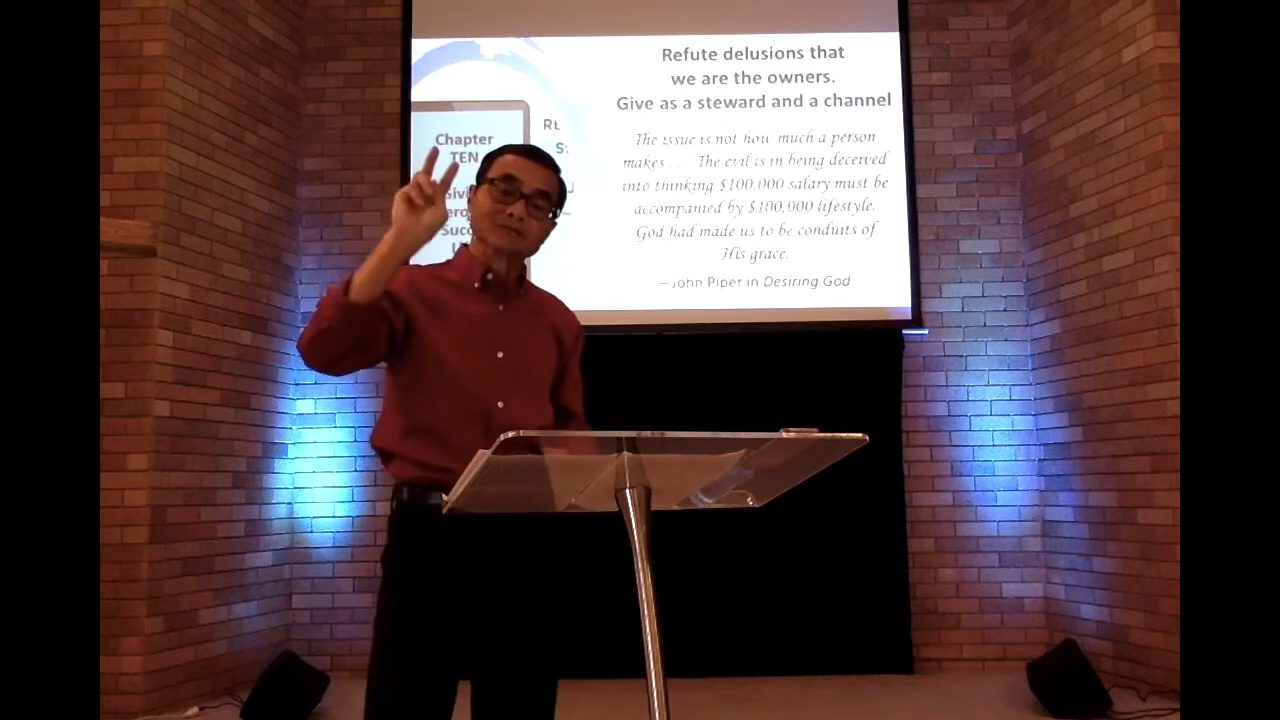 Refute delusions that
we are the owners.
Give as a steward and a channel
The issue is not how much a person
makes . . . The evil is in being deceived
into thinking $100,000 salary must be
accompanied by $100,000 lifestyle.
God had made us to be conduits of
His grace.
– John Piper in Desiring God
Chapter
TEN